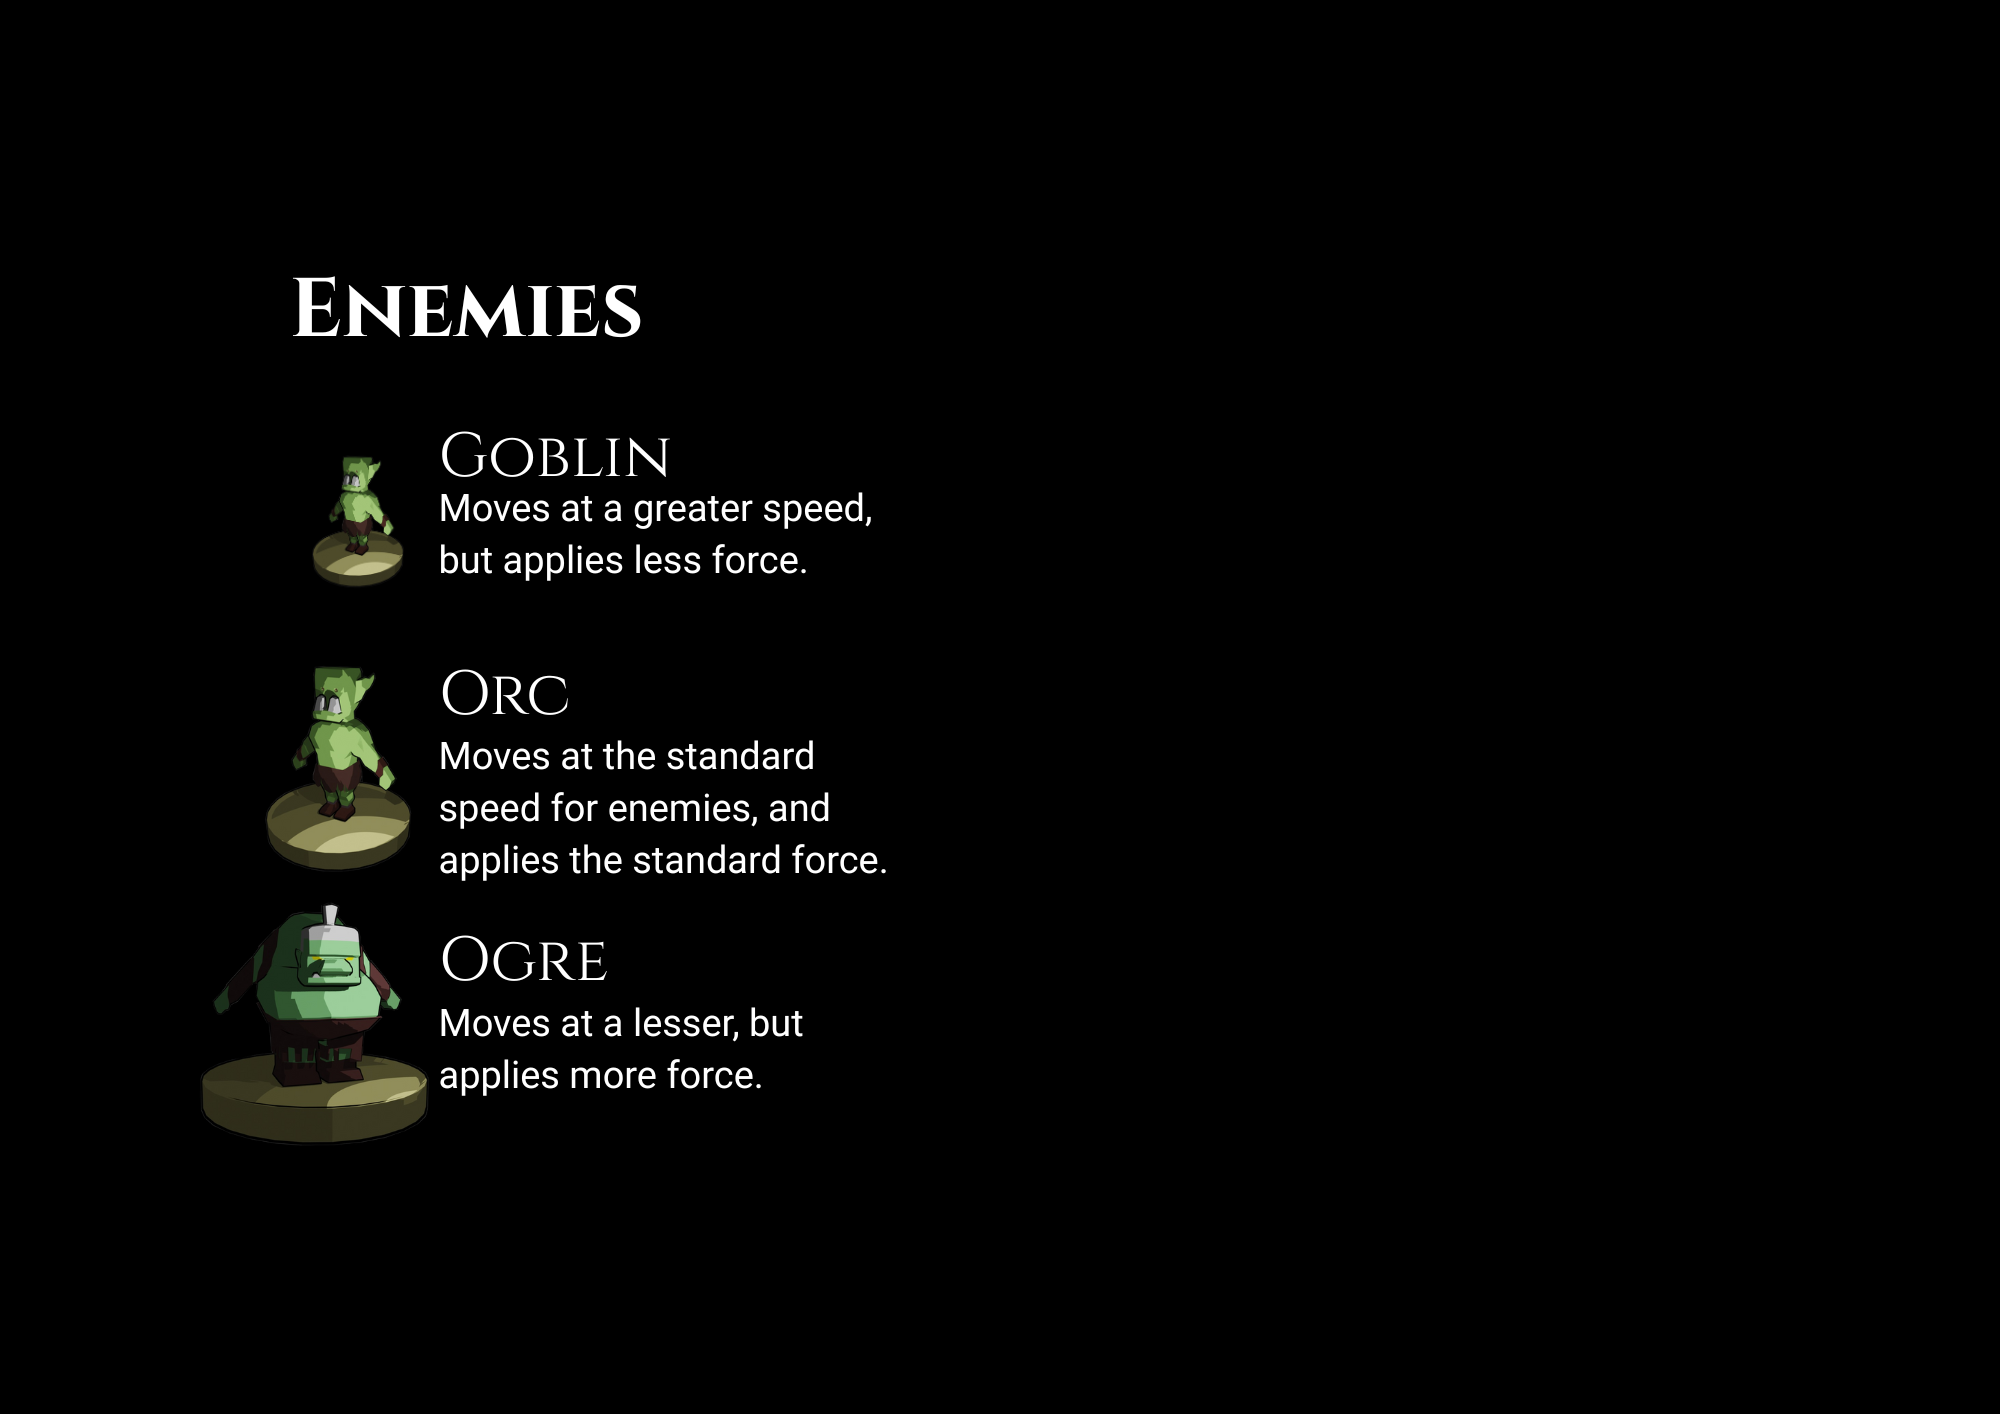 Enemies
Goblin
Moves at a greater speed,
but applies less force.
Orc
Moves at the standard
speed for enemies, and
applies the standard force.
Ogre
Moves at a lesser, but
applies more force.